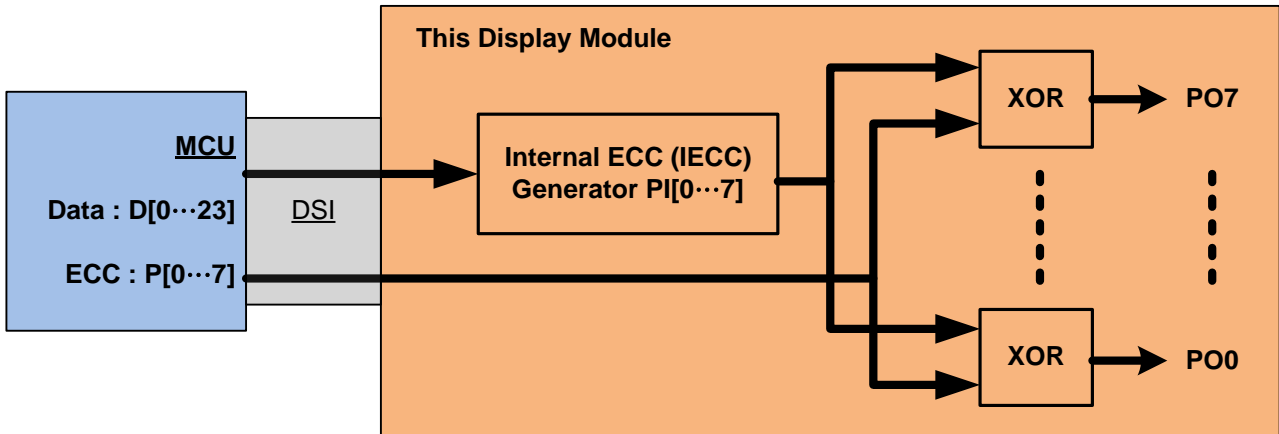 This Display Module
MCU
Data : D[0⋯23]
ECC : P[0⋯7]
DSI
Internal ECC (IECC)
Generator PI[0⋯7]
XOR
PO7
XOR
PO0